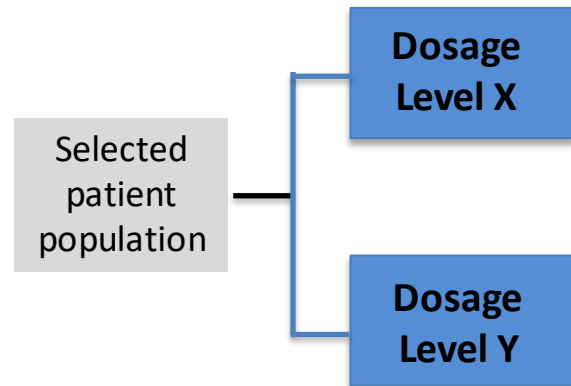 Dosage
Level X
Selected
patient
population
Dosage
Level Y